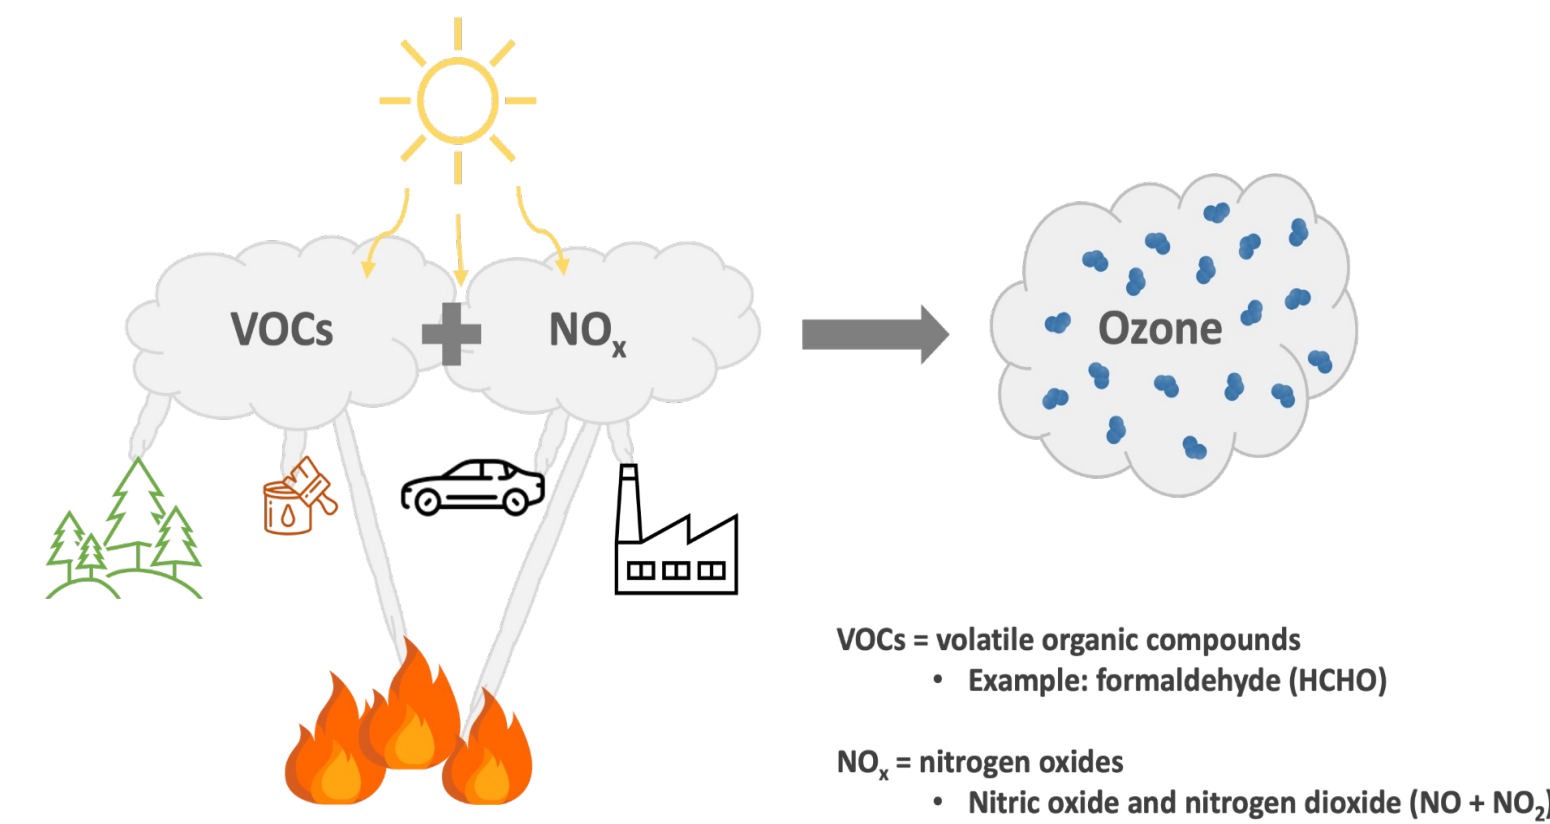 VOCs
NOx
Ozone
VOCs = volatile organic compounds
• Example: formaldehyde (HCHO)
NOx = nitrogen oxides
• Nitric oxide and nitrogen dioxide (NO + NO2)